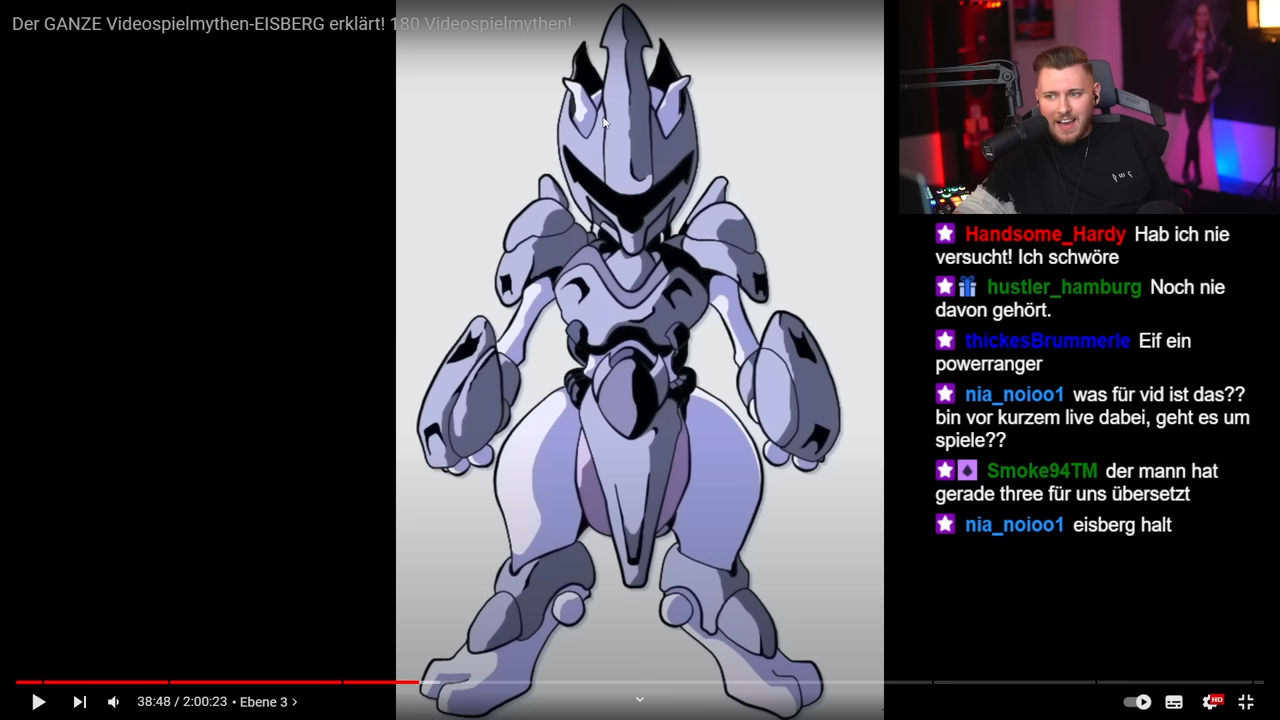 Der GANZE Videospielmythen-EISBERG erklärt! 180 Videospielmythen!
Handsome_Hardy Hab ich nie
versucht! Ich schwöre
hustler_hamburg Noch nie
davon gehört.
thickesBrummerle Eif ein
powerranger
nia_noioo1 was für vid ist das??
bin vor kurzem live dabei, geht es um
spiele??
Smoke94TM der mann hat
gerade three für uns übersetzt
nia_noioo1 eisberg halt
38:48 / 2:00:23 • Ebene 3 >
HD